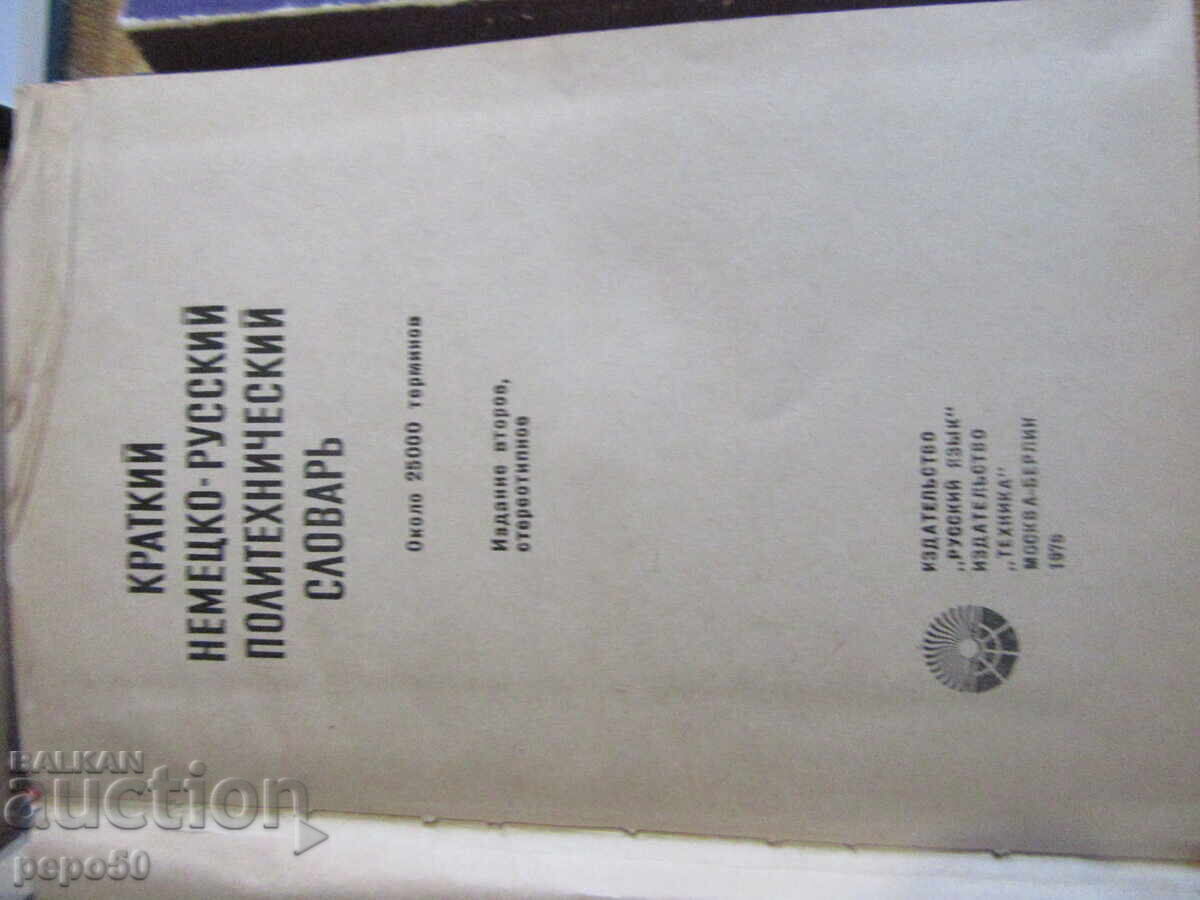 КРАТКИЙ
НЕМЕЦКО-РУССКИЙ
ПОЛИТЕХНИЧЕСКИЙ
СЛОВАРЬ
Около 25000 терминов
Издание второе,
стереотипное
ИЗДАТЕЛЬСТВО
„РУССКИЙ ЯЗЫК"
ИЗДАТЕЛЬСТВО
„ТЕХНИКА"
МОСКВА-БЕРЛИН
BALKAN
auction
pepo50